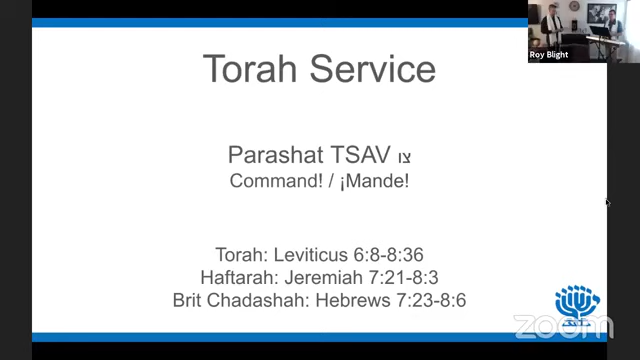 Roy Blight
Torah Service
Parashat TSAV צו
Command! / ¡Mande!
Torah: Leviticus 6:8-8:36
Haftarah: Jeremiah 7:21-8:3
Brit Chadashah: Hebrews 7:23-8:6
zoom